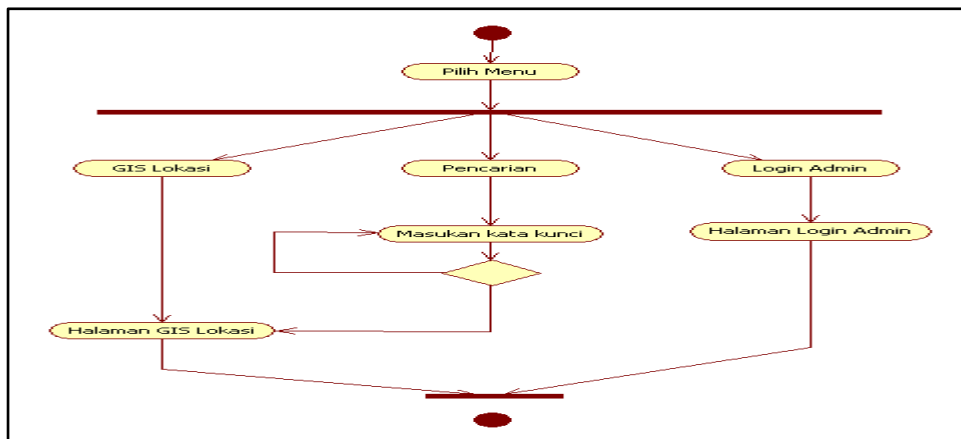 Pilih Menu
GIS Lokasi
Pencarian
Login Admin
Masukan kata kunci
Halaman Login Admin
Halaman GIS Lokasi